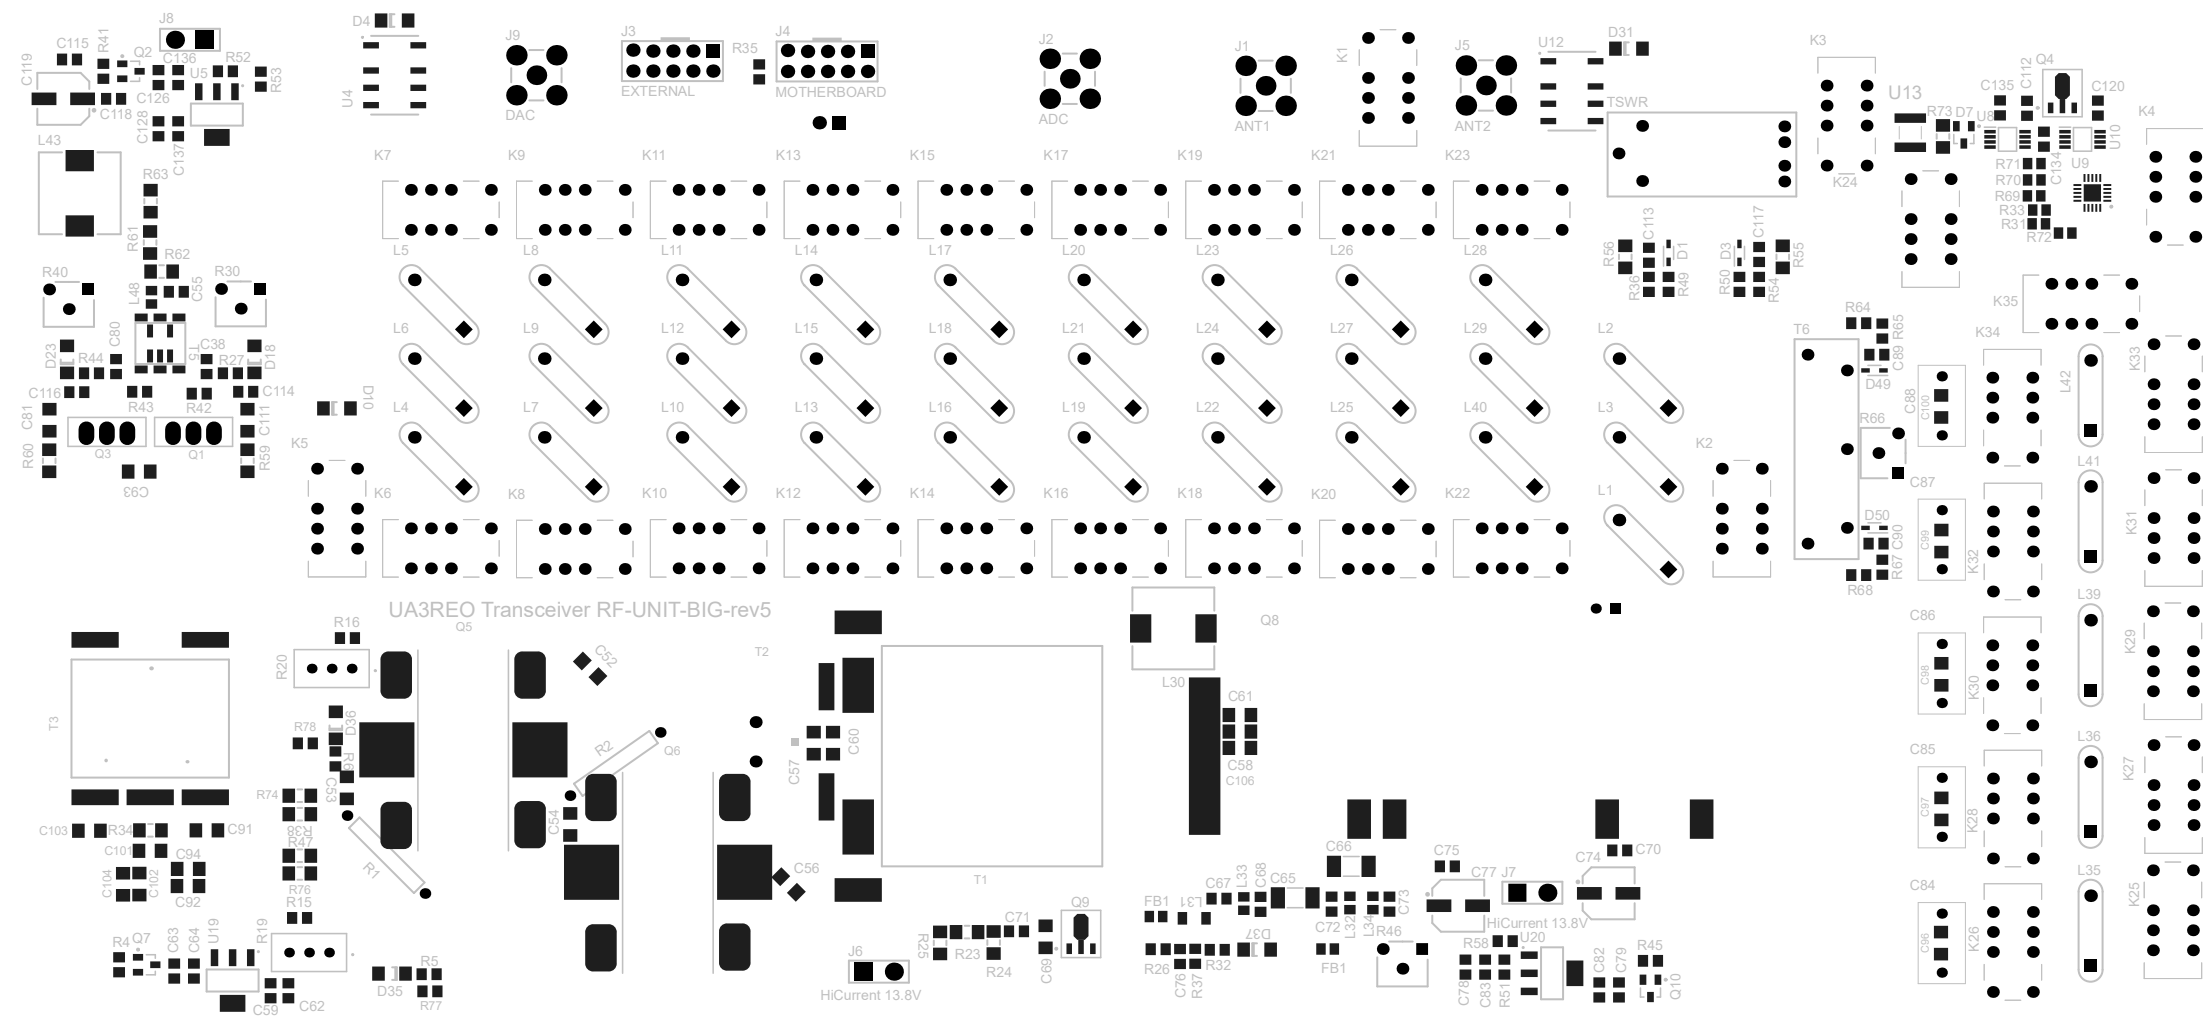 J8
D4
J9
J3
J4
R35
J2
J1
K1
J5
U12
D31
K3
Q4
C115
R41
Q2
C136
R52
U5
R53
C119
C126
C118
C128
C137
U4
EXTERNAL
MOTHERBOARD
DAC
ADC
ANT1
ANT2
TSWR
U13
C135
C112
C120
R73
D7
U8
U10
K4
L43
K7
K9
K11
K13
K15
K17
K19
K21
K23
K24
R71
C134
U9
R63
R70
R69
R33
R31
R72
R61
R62
L5
L8
L11
L14
L17
L20
L23
L26
L28
R56
C113
D1
D3
C117
R55
R40
R30
L48
C55
R36
R49
R50
R54
K35
C80
L6
L9
L12
L15
L18
L21
L24
L27
L29
L2
T6
R64
R65
K34
D23
R44
T5
C38
R27
D18
C89
D49
K33
C116
R43
R42
C114
D10
L42
C88
C100
C81
C111
L4
L7
L10
L13
L16
L19
L22
L25
L40
L3
R66
R60
Q3
Q1
R59
K5
K2
C93
L41
C87
K6
K8
K10
K12
K14
K16
K18
K20
K22
L1
D50
C90
C99
K32
K31
R67
R68
UA3REO Transceiver RF-UNIT-BIG-rev5
L39
R16
Q5
Q8
C86
T2
R20
C52
K29
C98
L30
K30
C61
T3
D36
R78
R2
Q6
C60
C57
C58
C106
L36
C85
K27
C53
R74
C97
C54
K28
C103
R34
C91
R38
R47
C101
C94
C66
C75
C74
C70
L35
R1
C104
C102
C56
T1
C65
C77
J7
C84
K25
C92
R76
R15
C67
L33
C68
FB1
L31
C73
HiCurrent 13.8V
C96
K26
Q9
C71
C72
L32
L34
R4
Q7
C63
C64
U19
R19
R25
R23
R24
C69
R26
C76
R37
R32
D37
FB1
R46
R58
U20
R45
J6
C78
C83
R51
C82
C79
Q10
HiCurrent 13.8V
D35
R5
R77
C59
C62